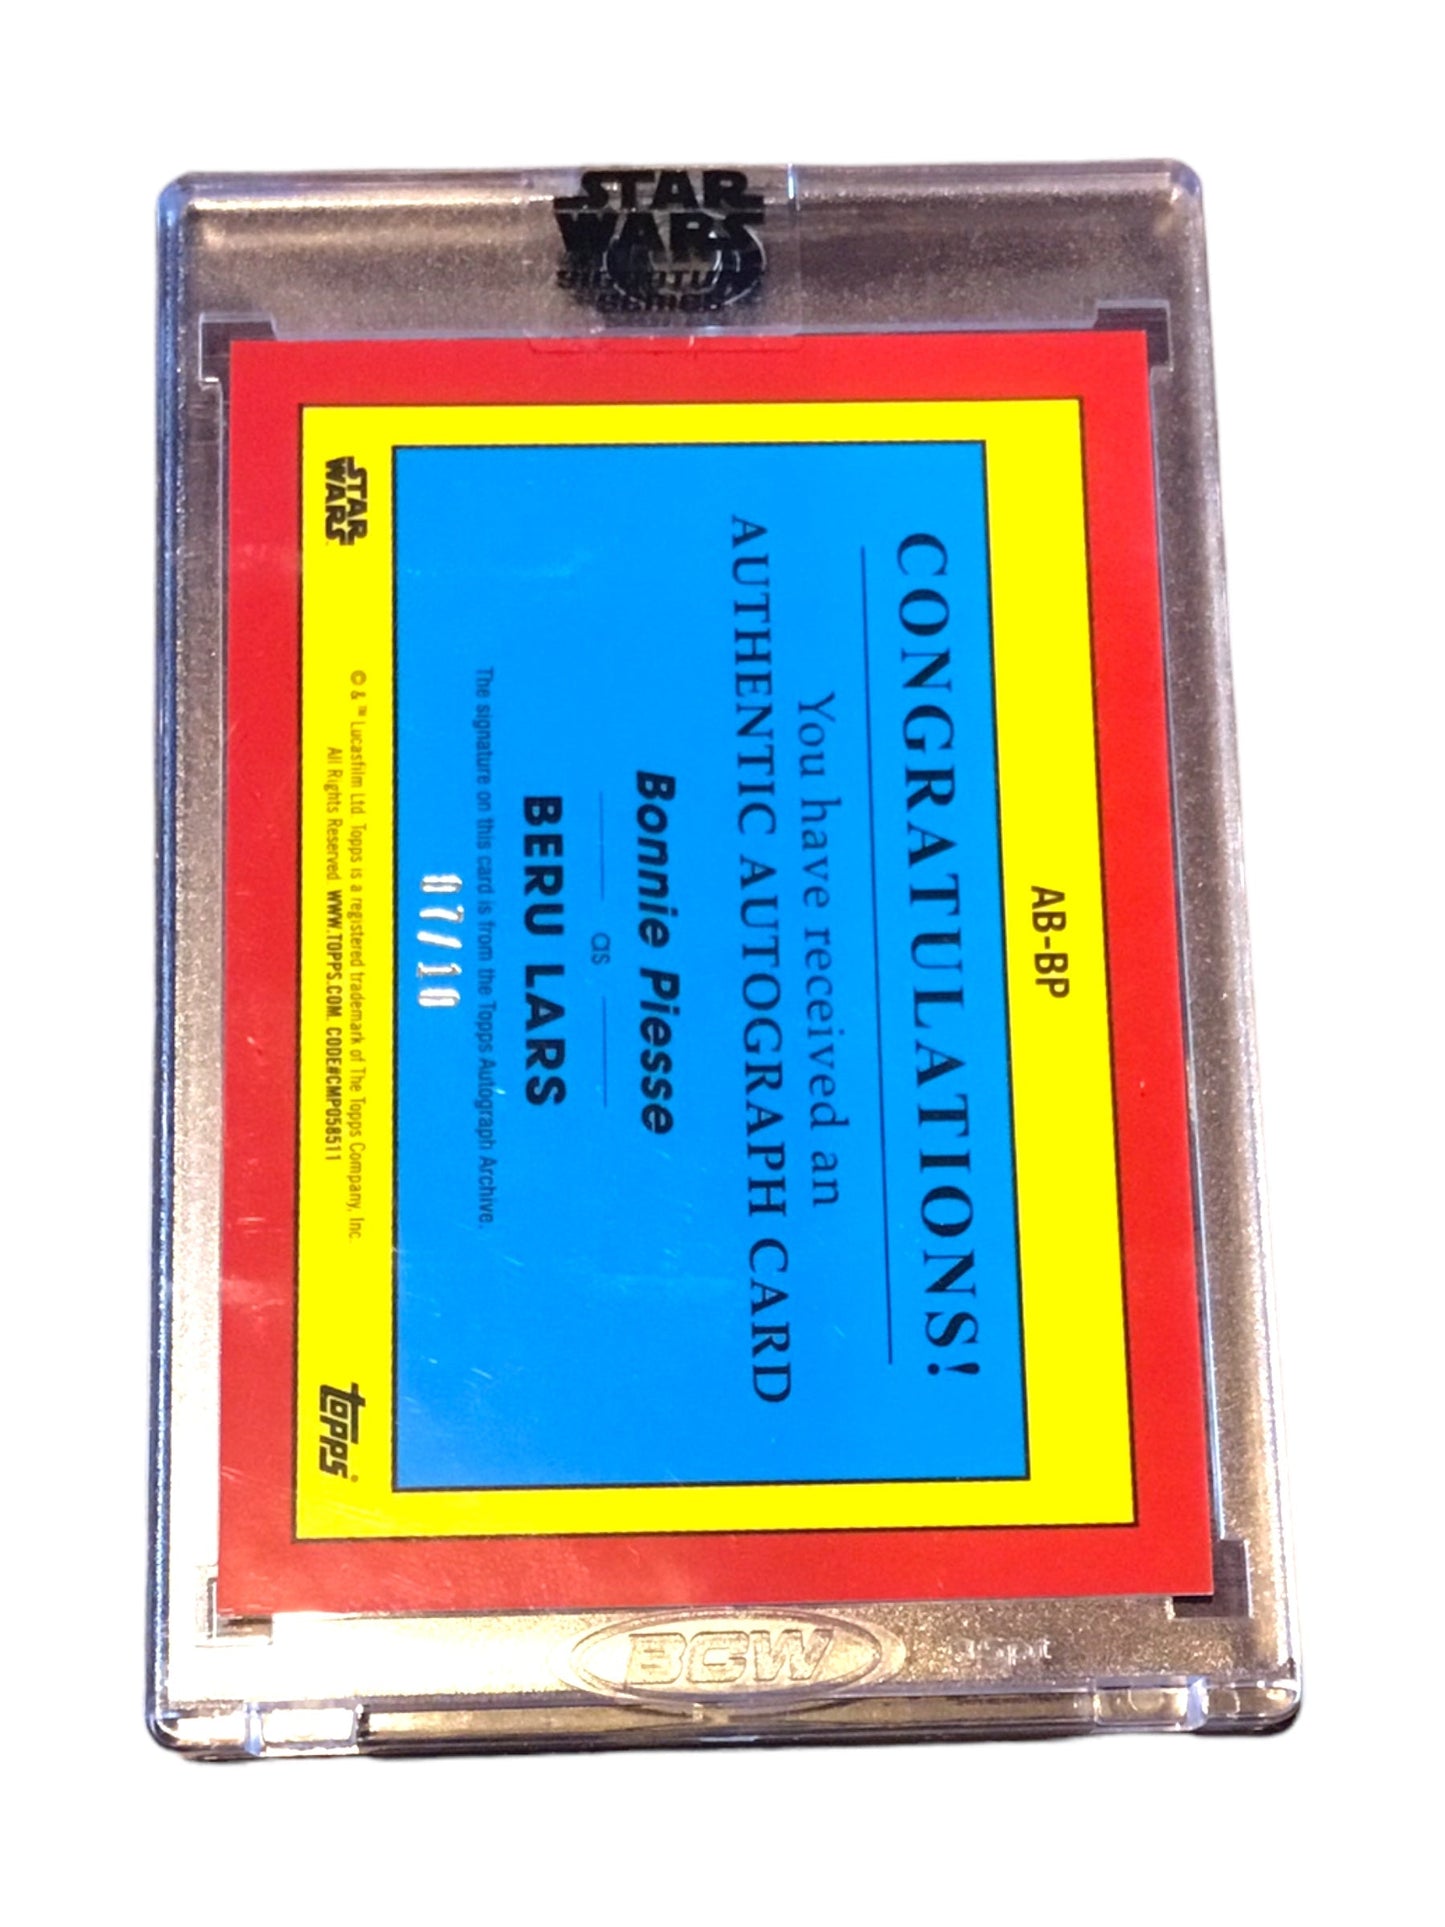 STAR
WARS
SIGNATURE
SERIES
AB-BP
CONGRATULATIONS!
You have received an
AUTHENTIC AUTOGRAPH CARD
Bonnie Piesse
as
BERU LARS
The signature on this card is from the Topps Autograph Archive.
07/10
STAR
WARS
© & ™ Lucasfilm Ltd. Topps is a registered trademark of The Topps Company, Inc.
All Rights Reserved WWW.TOPPS.COM. CODE#CMP058511
topps®
BCW
35pt